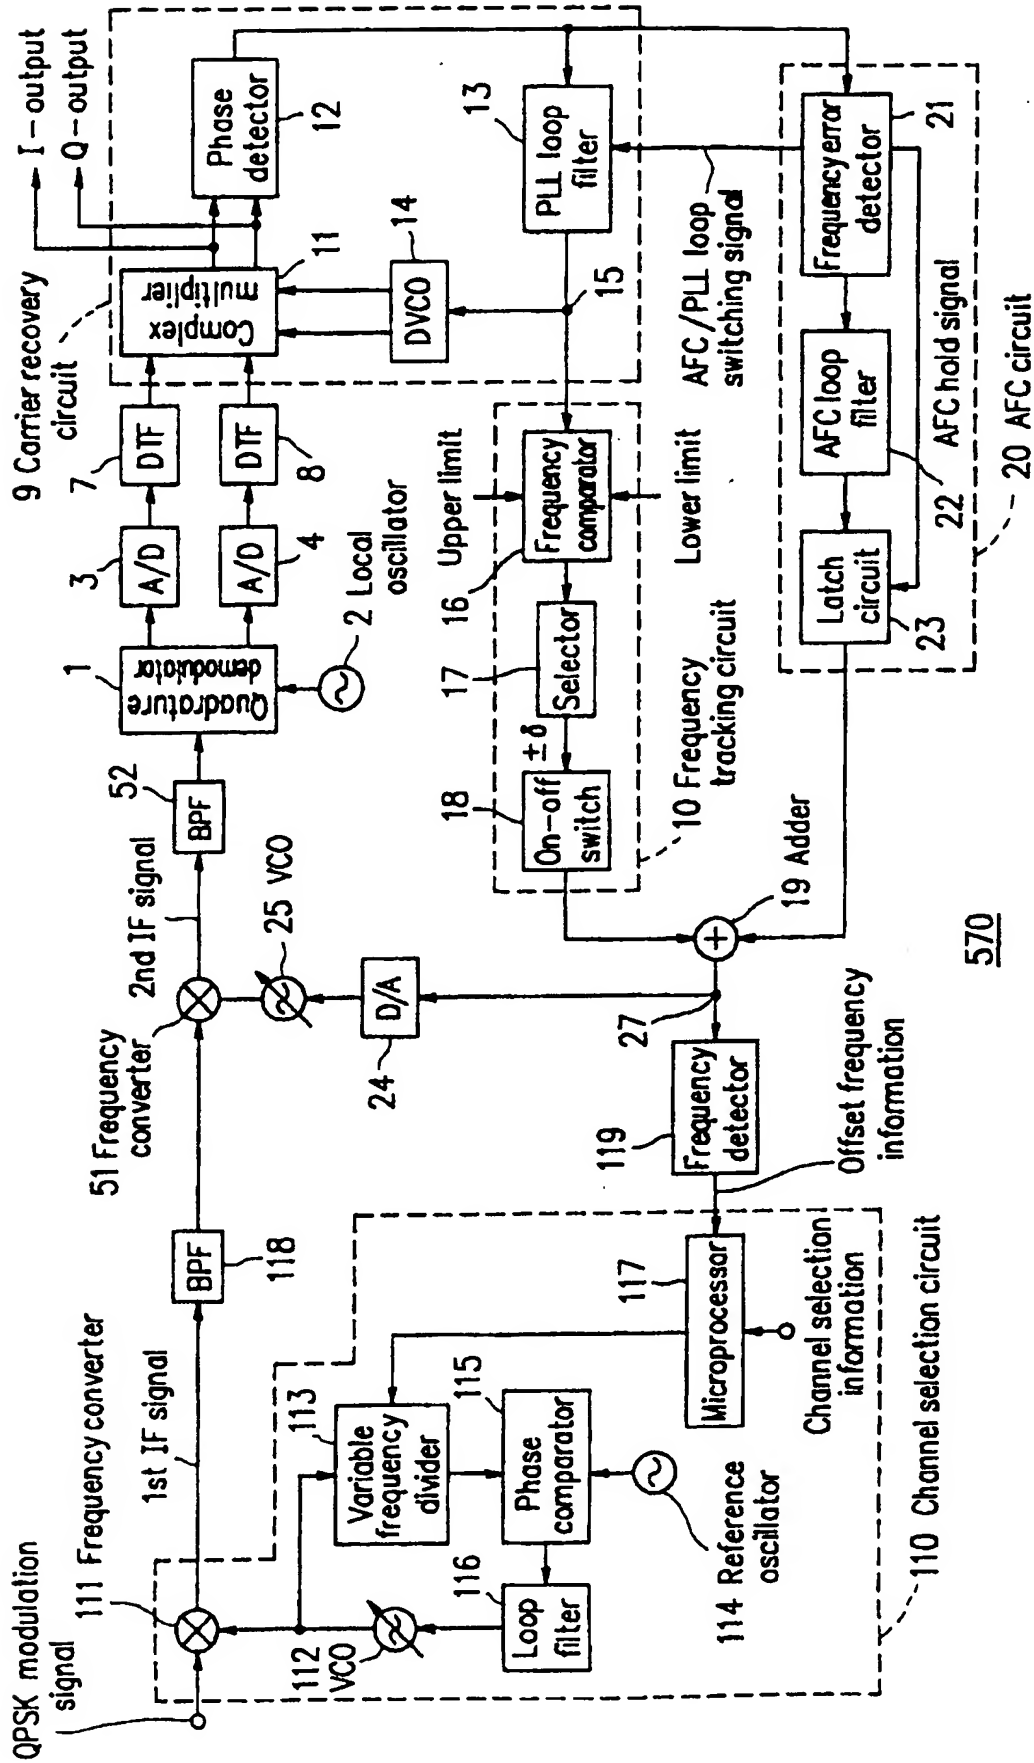 QPSK modulation
signal
111 Frequency converter
1st IF signal
BPF
118
51 Frequency
converter
2nd IF signal
52
BPF
1
Quadrature
demodulator
2 Local
oscillator
3
A/D
A/D
4
7
DTF
DTF
8
9 Carrier recovery
circuit
Complex
multiplier
11
I-output
Q-output
Phase
detector
12
DVCO
14
13
PLL loop
filter
15
25 VCO
D/A
24
Upper limit
16
Frequency
comparator
Lower limit
17
Selector
±δ
18
On-off
switch
10 Frequency
tracking circuit
AFC/PLL loop
switching signal
Frequency error
detector
21
AFC loop
filter
22
AFC hold signal
Latch
circuit
23
20 AFC circuit
19 Adder
+
27
119
Frequency
detector
Offset frequency
information
117
Microprocessor
Channel selection
information
113
Variable
frequency
divider
115
Phase
comparator
114 Reference
oscillator
116
Loop
filter
112
VCO
110 Channel selection circuit
570